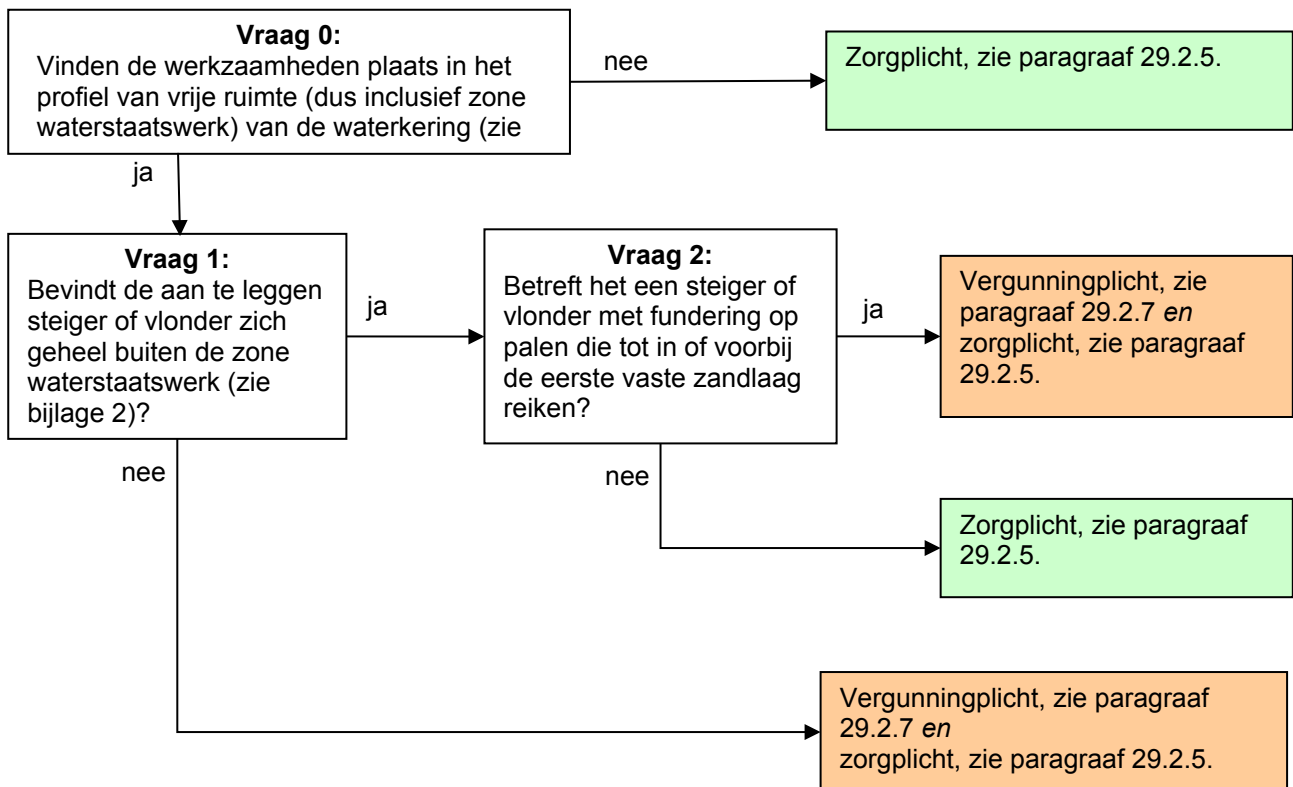 Vraag 0:
Vinden de werkzaamheden plaats in het
profiel van vrije ruimte (dus inclusief zone
waterstaatswerk) van de waterkering (zie
nee
Zorgplicht, zie paragraaf 29.2.5.
ja
Vraag 1:
Bevindt de aan te leggen
steiger of vlonder zich
geheel buiten de zone
waterstaatswerk (zie
bijlage 2)?
ja
Vraag 2:
Betreft het een steiger of
vlonder met fundering op
palen die tot in of voorbij
de eerste vaste zandlaag
reiken?
ja
Vergunningplicht, zie
paragraaf 29.2.7 en
zorgplicht, zie paragraaf
29.2.5.
nee
nee
Zorgplicht, zie paragraaf
29.2.5.
Vergunningplicht, zie paragraaf
29.2.7 en
zorgplicht, zie paragraaf 29.2.5.